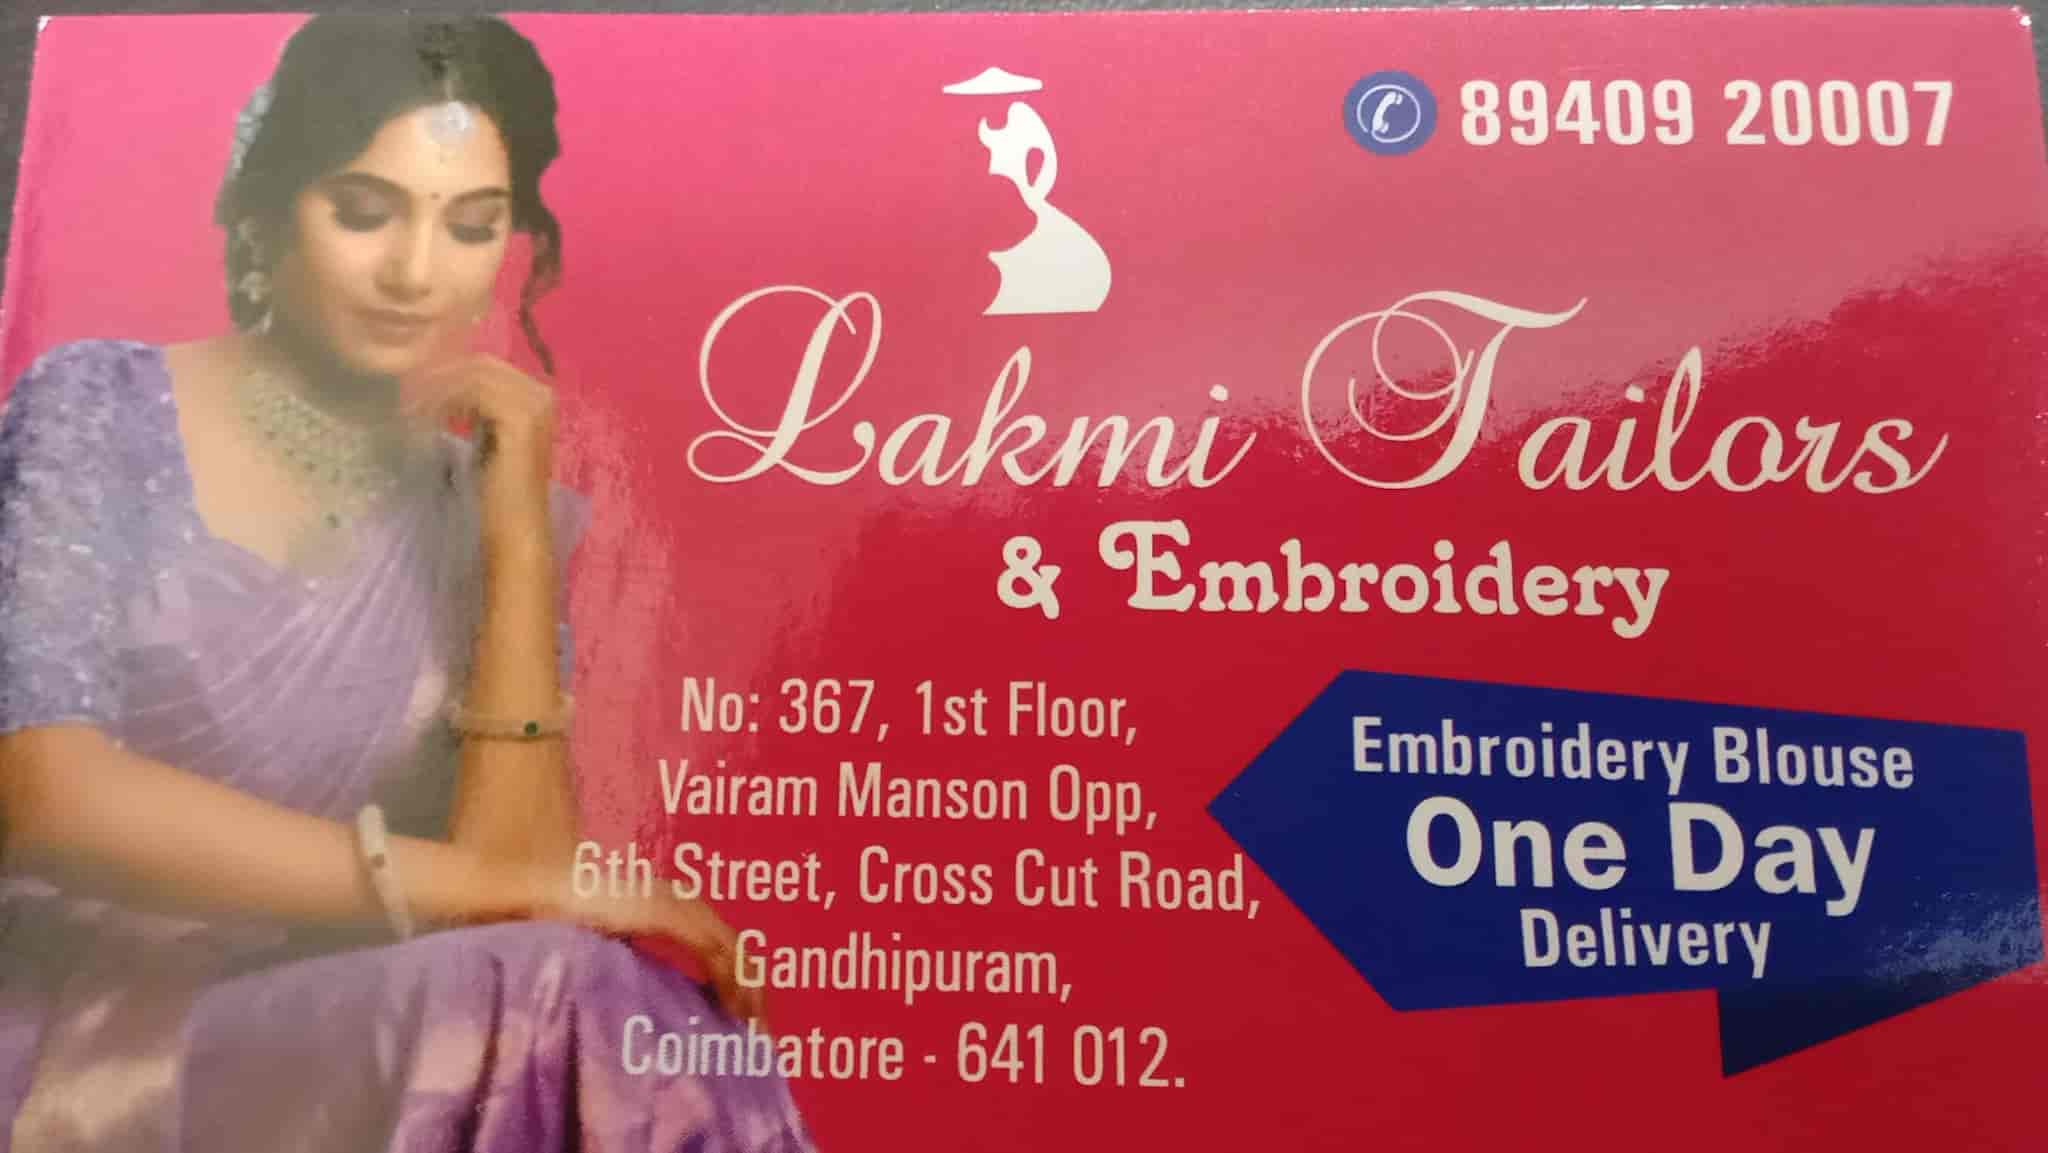 89409 20007
Lakmi Tailors
& Embroidery
No: 367, 1st Floor,
Vairam Manson Opp,
6th Street, Cross Cut Road,
Gandhipuram,
Coimbatore - 641 012.
Embroidery Blouse
One Day
Delivery